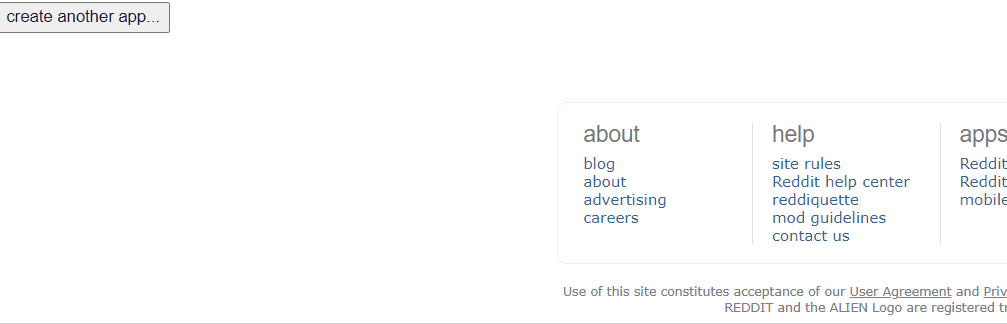 create another app...
about
blog
about
advertising
careers
help
site rules
Reddit help center
reddiquette
mod guidelines
contact us
apps
Reddit
Reddit
mobile
Use of this site constitutes acceptance of our User Agreement and
REDDIT and the ALIEN Logo are registered